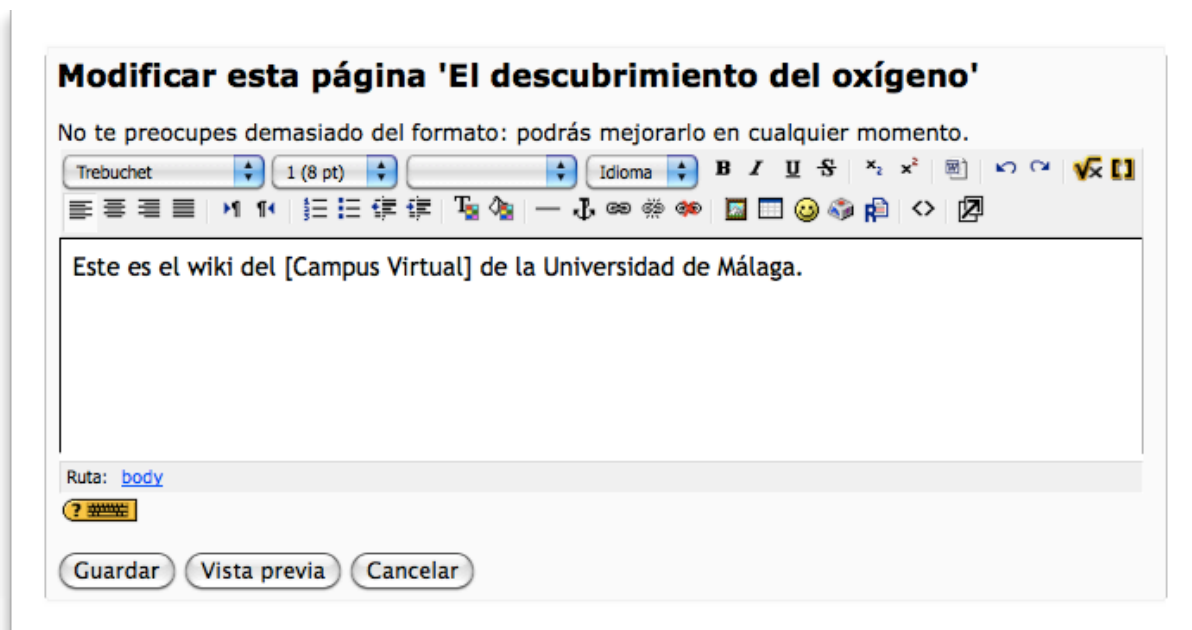 Modificar esta página 'El descubrimiento del oxígeno'
No te preocupes demasiado del formato: podrás mejorarlo en cualquier momento.
Trebuchet 1 (8 pt) Idioma B I U S x₂ x²
Este es el wiki del [Campus Virtual] de la Universidad de Málaga.
Ruta: body
?
Guardar Vista previa Cancelar